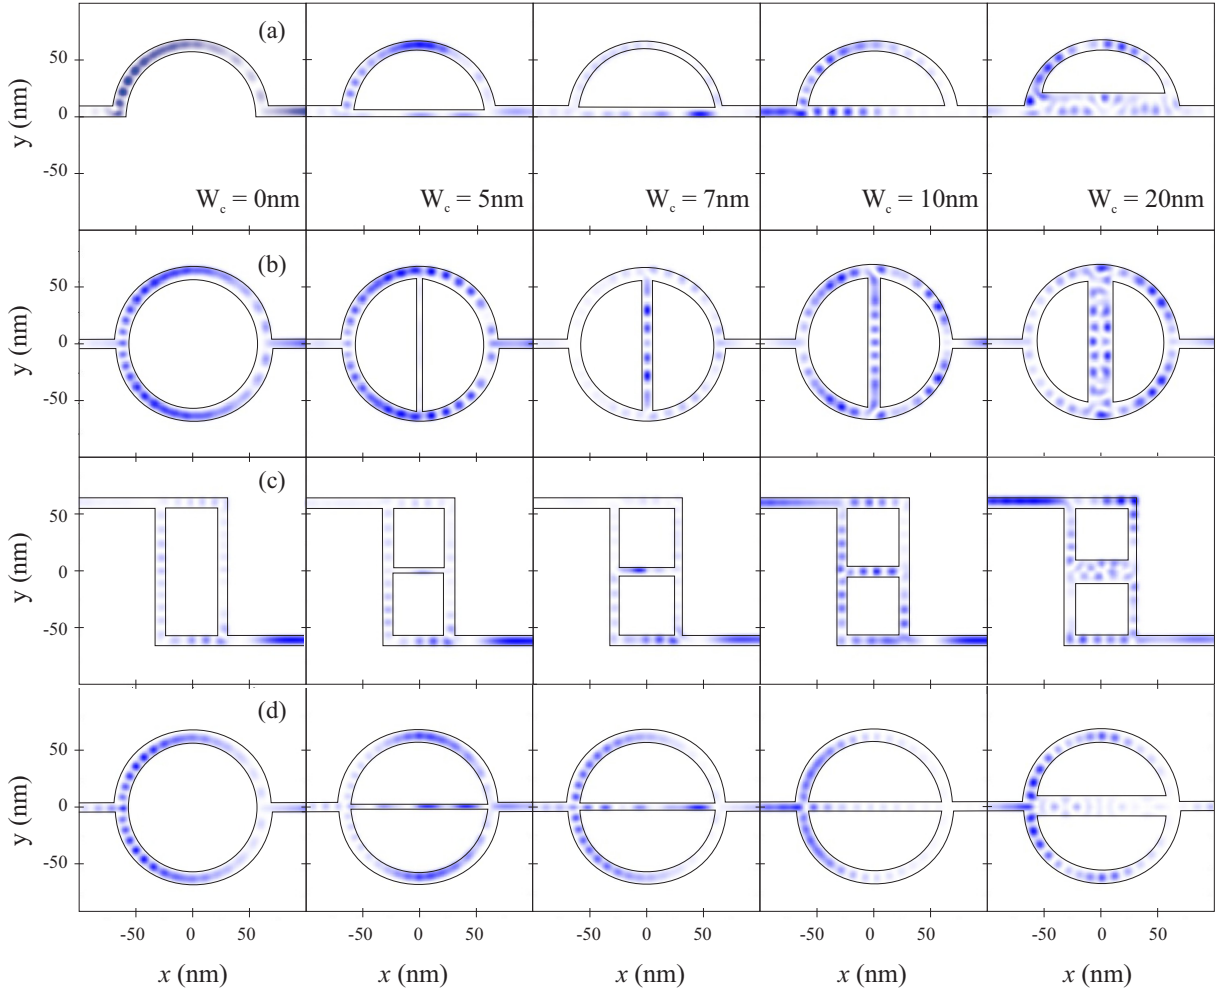 (a)
50
0
-50
y (nm)
W_c = 0nm
W_c = 5nm
W_c = 7nm
W_c = 10nm
W_c = 20nm
(b)
50
0
-50
y (nm)
(c)
50
0
-50
y (nm)
(d)
50
0
-50
y (nm)
-50 0 50 -50 0 50 -50 0 50 -50 0 50 -50 0 50
x (nm) x (nm) x (nm) x (nm) x (nm)